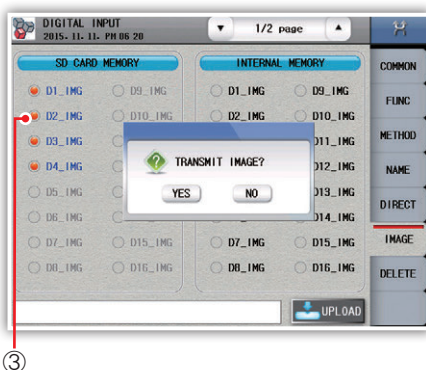 DIGITAL INPUT
2015. 11. 11. PM 06 20
▼ 1/2 page ▲
SD CARD MEMORY
INTERNAL MEMORY
D1_IMG
D9_IMG
D1_IMG
D9_IMG
D2_IMG
D10_IMG
D2_IMG
D10_IMG
D3_IMG
D11_IMG
D4_IMG
D12_IMG
D5_IMG
D13_IMG
D6_IMG
D14_IMG
D7_IMG
D15_IMG
D7_IMG
D15_IMG
D8_IMG
D16_IMG
D8_IMG
D16_IMG
TRANSMIT IMAGE?
YES
NO
UPLOAD
COMMON
FUNC
METHOD
NAME
DIRECT
IMAGE
DELETE
③